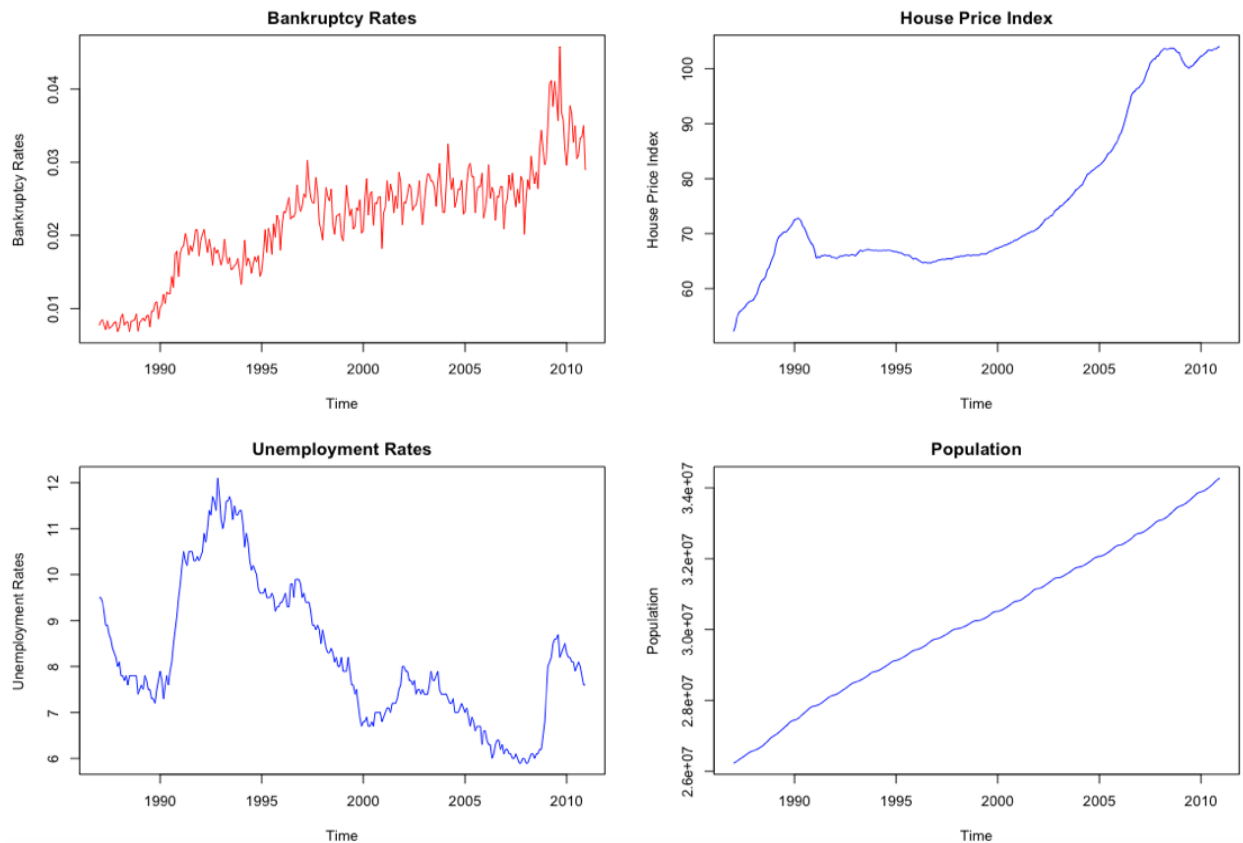 Bankruptcy Rates
Bankruptcy Rates
0.01
0.02
0.03
0.04
1990 1995 2000 2005 2010
Time
House Price Index
House Price Index
60
70
80
90
100
1990 1995 2000 2005 2010
Time
Unemployment Rates
Unemployment Rates
6
7
8
9
10
11
12
1990 1995 2000 2005 2010
Time
Population
Population
2.6e+07
2.8e+07
3.0e+07
3.2e+07
3.4e+07
1990 1995 2000 2005 2010
Time